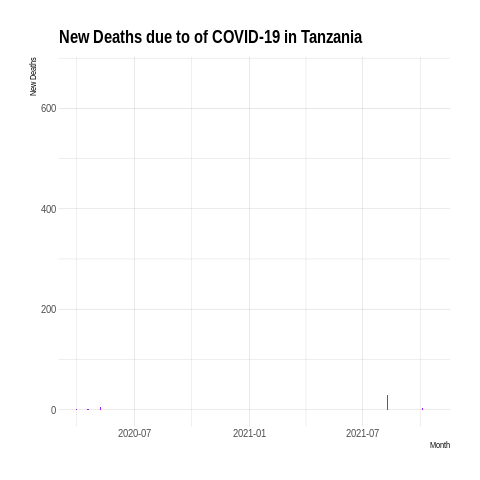 New Deaths due to of COVID-19 in Tanzania
New Deaths
600
400
200
0
2020-07 2021-01 2021-07
Month